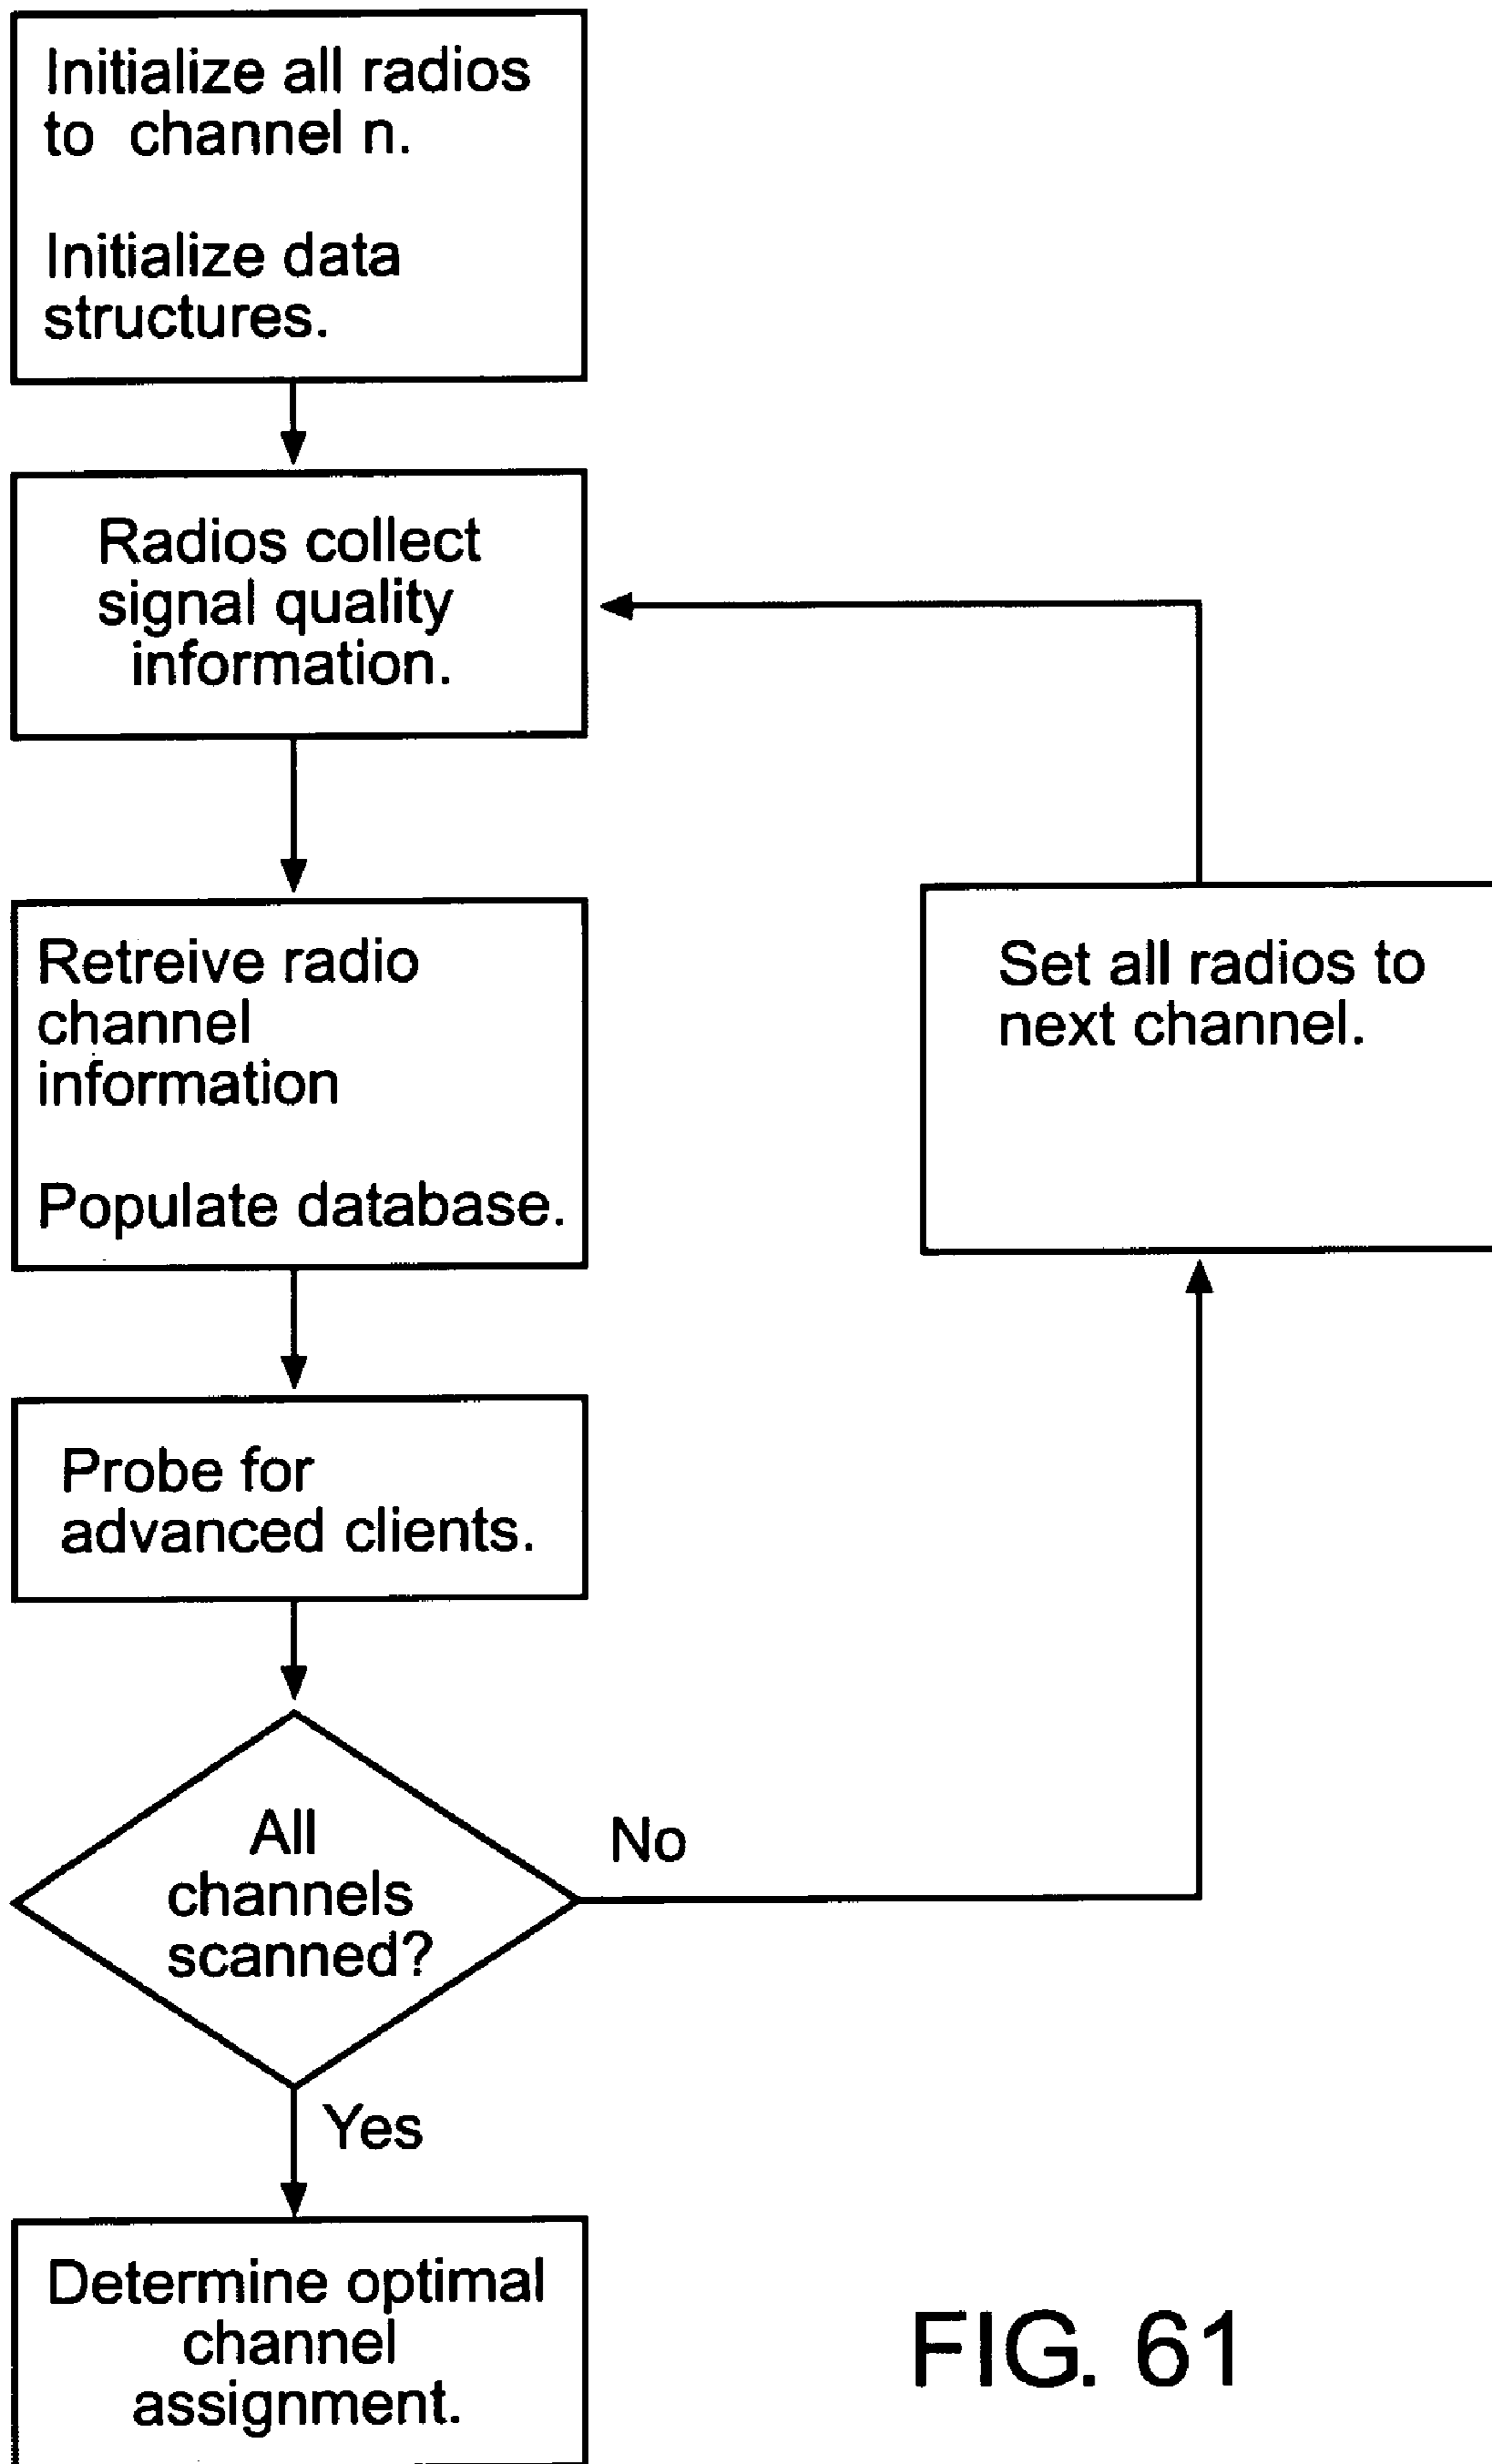 Initialize all radios
to channel n.
Initialize data
structures.
Radios collect
signal quality
information.
Retreive radio
channel
information
Populate database.
Set all radios to
next channel.
Probe for
advanced clients.
All
channels
scanned?
No
Yes
Determine optimal
channel
assignment.
FIG. 61